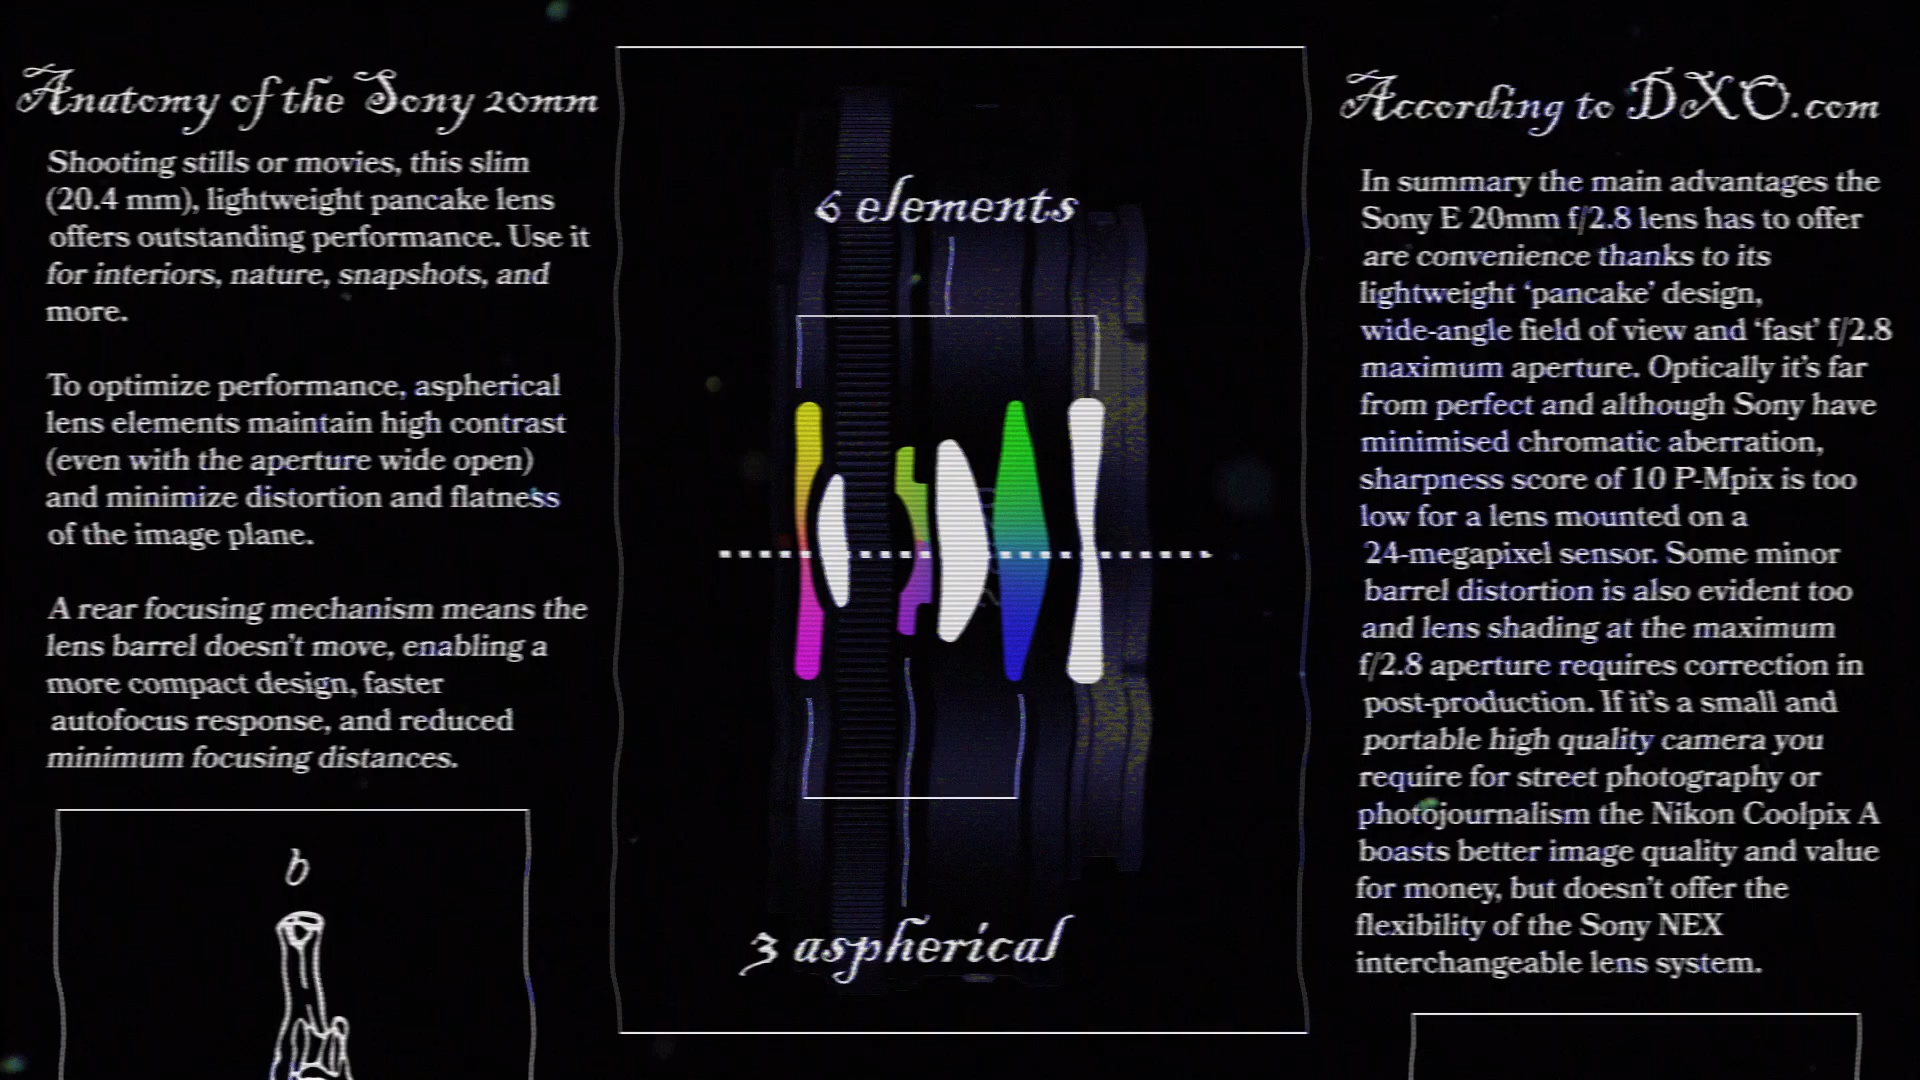 Anatomy of the Sony 20mm
Shooting stills or movies, this slim
(20.4 mm), lightweight pancake lens
offers outstanding performance. Use it
for interiors, nature, snapshots, and
more.
To optimize performance, aspherical
lens elements maintain high contrast
(even with the aperture wide open)
and minimize distortion and flatness
of the image plane.
A rear focusing mechanism means the
lens barrel doesn't move, enabling a
more compact design, faster
autofocus response, and reduced
minimum focusing distances.
b
6 elements
3 aspherical
According to DXO.com
In summary the main advantages the
Sony E 20mm f/2.8 lens has to offer
are convenience thanks to its
lightweight ‘pancake’ design,
wide-angle field of view and ‘fast’ f/2.8
maximum aperture. Optically it's far
from perfect and although Sony have
minimised chromatic aberration,
sharpness score of 10 P-Mpix is too
low for a lens mounted on a
24-megapixel sensor. Some minor
barrel distortion is also evident too
and lens shading at the maximum
f/2.8 aperture requires correction in
post-production. If it's a small and
portable high quality camera you
require for street photography or
photojournalism the Nikon Coolpix A
boasts better image quality and value
for money, but doesn't offer the
flexibility of the Sony NEX
interchangeable lens system.